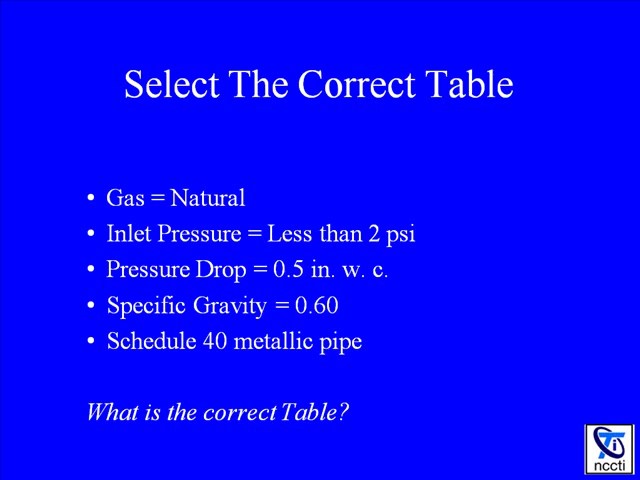 Select The Correct Table
• Gas = Natural
• Inlet Pressure = Less than 2 psi
• Pressure Drop = 0.5 in. w. c.
• Specific Gravity = 0.60
• Schedule 40 metallic pipe
What is the correct Table?
Ti
nccti